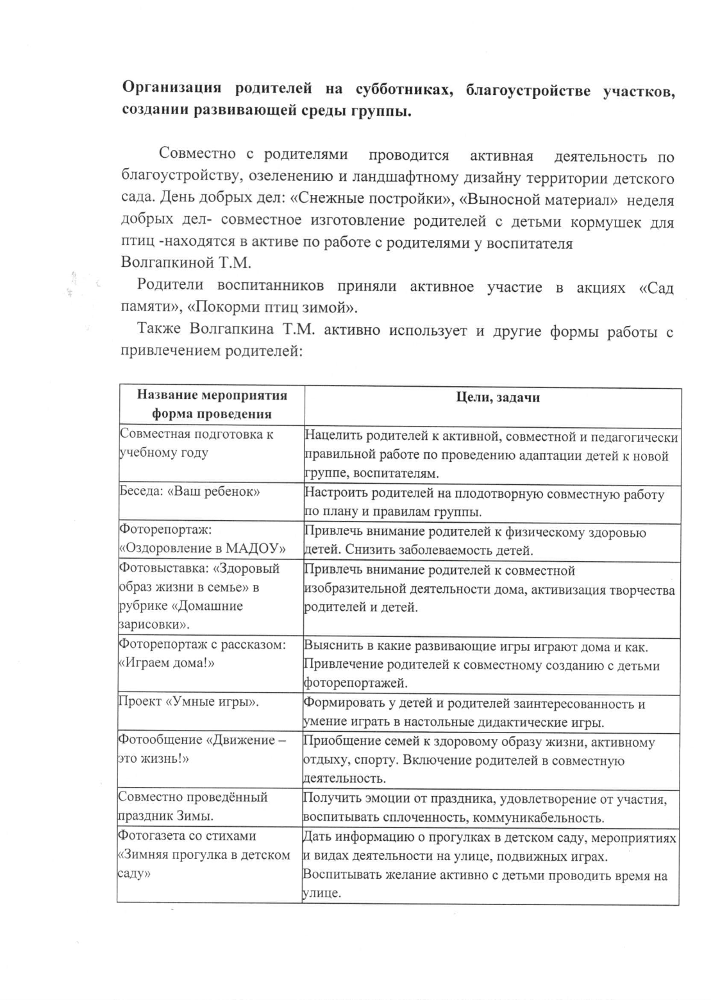 Организация родителей на субботниках, благоустройстве участков,
создании развивающей среды группы.
Совместно с родителями проводится активная деятельность по
благоустройству, озеленению и ландшафтному дизайну территории детского
сада. День добрых дел: «Снежные постройки», «Выносной материал» неделя
добрых дел- совместное изготовление родителей с детьми кормушек для
птиц -находятся в активе по работе с родителями у воспитателя
Волгапкиной Т.М.
Родители воспитанников приняли активное участие в акциях «Сад
памяти», «Покорми птиц зимой».
Также Волгапкина Т.М. активно использует и другие формы работы с
привлечением родителей:
Название мероприятия
форма проведения
Цели, задачи
Совместная подготовка к
учебному году
Нацелить родителей к активной, совместной и педагогически
правильной работе по проведению адаптации детей к новой
группе, воспитателям.
Беседа: «Ваш ребенок»
Настроить родителей на плодотворную совместную работу
по плану и правилам группы.
Фоторепортаж:
«Оздоровление в МАДОУ»
Привлечь внимание родителей к физическому здоровью
детей. Снизить заболеваемость детей.
Фотовыставка: «Здоровый
образ жизни в семье» в
рубрике «Домашние
зарисовки».
Привлечь внимание родителей к совместной
изобразительной деятельности дома, активизация творчества
родителей и детей.
Фоторепортаж с рассказом:
«Играем дома!»
Выяснить в какие развивающие игры играют дома и как.
Привлечение родителей к совместному созданию с детьми
фоторепортажей.
Проект «Умные игры».
Формировать у детей и родителей заинтересованность и
умение играть в настольные дидактические игры.
Фотообщение «Движение –
это жизнь!»
Приобщение семей к здоровому образу жизни, активному
отдыху, спорту. Включение родителей в совместную
деятельность.
Совместно проведённый
праздник Зимы.
Получить эмоции от праздника, удовлетворение от участия,
воспитывать сплоченность, коммуникабельность.
Фотогазета со стихами
«Зимняя прогулка в детском
саду»
Дать информацию о прогулках в детском саду, мероприятиях
и видах деятельности на улице, подвижных играх.
Воспитывать желание активно с детьми проводить время на
улице.